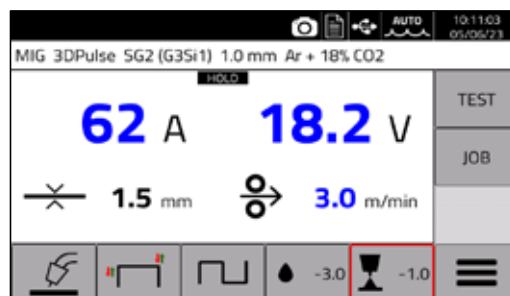 AUTO
10:11:03
05/06/23
MIG 3DPulse SG2 (G3Si1) 1.0 mm Ar + 18% CO2
HOLD
62 A 18.2 V
TEST
JOB
1.5 mm 3.0 m/min
-3.0 -1.0